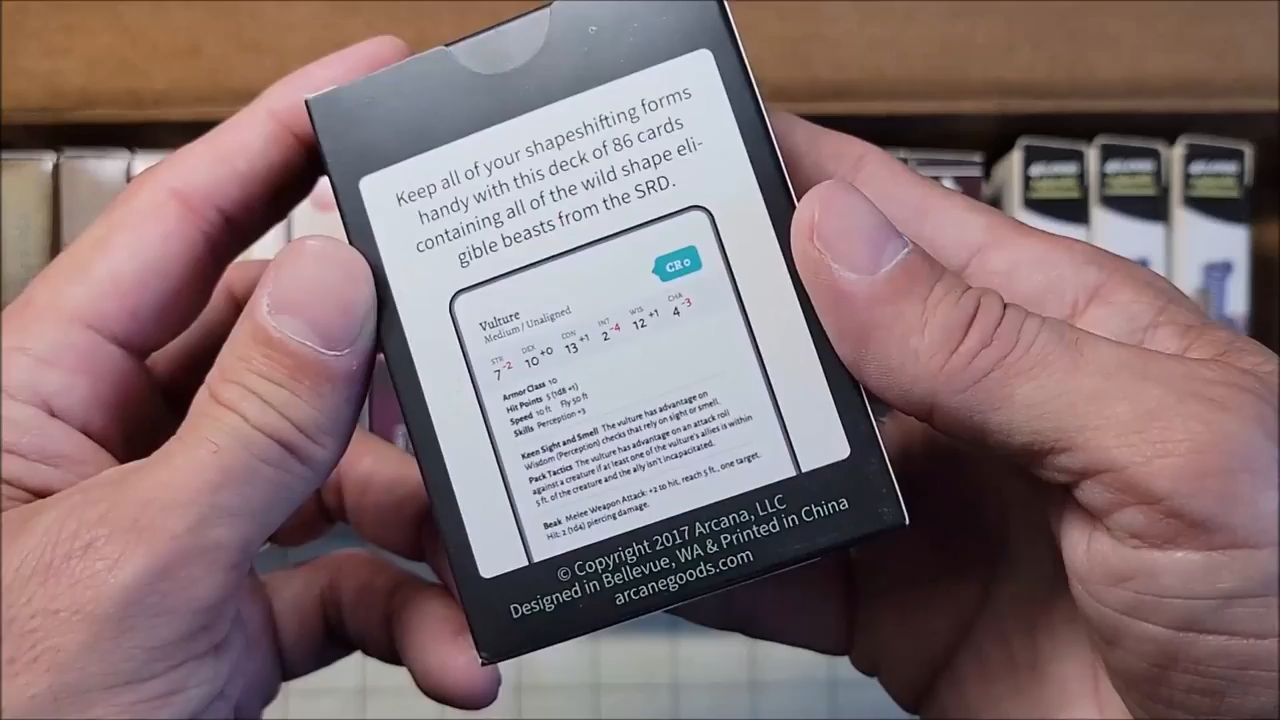 Keep all of your shapeshifting forms
handy with this deck of 86 cards
containing all of the wild shape eli-
gible beasts from the SRD.
CR 0
Vulture
Medium / Unaligned
STR DEX CON INT WIS CHA
7 -2 10 +0 13 +1 2 -4 12 +1 4 -3
Armor Class 10
Hit Points 5 (1d8 +1)
Speed 10 ft Fly 50 ft
Skills Perception +3
Keen Sight and Smell The vulture has advantage on
Wisdom (Perception) checks that rely on sight or smell.
Pack Tactics The vulture has advantage on an attack roll
against a creature if at least one of the vulture's allies is within
5 ft. of the creature and the ally isn't incapacitated.
Beak Melee Weapon Attack: +2 to hit, reach 5 ft., one target.
Hit: 2 (1d4) piercing damage.
© Copyright 2017 Arcana, LLC
Designed in Bellevue, WA & Printed in China
arcanegoods.com